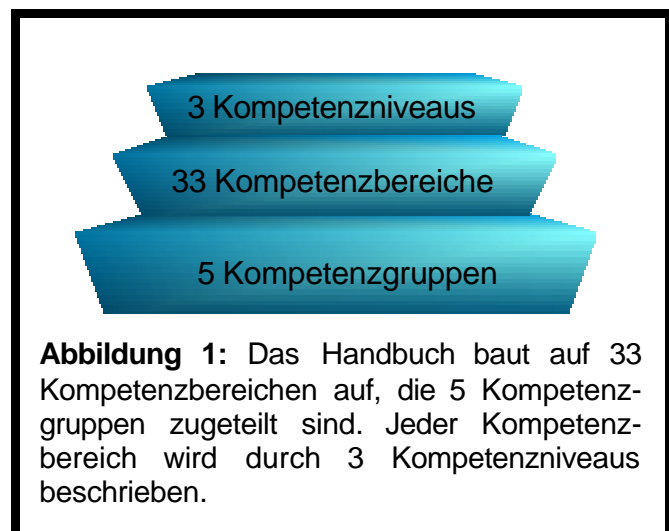 3 Kompetenzniveaus
33 Kompetenzbereiche
5 Kompetenzgruppen
Abbildung 1: Das Handbuch baut auf 33
Kompetenzbereichen auf, die 5 Kompetenz-
gruppen zugeteilt sind. Jeder Kompetenz-
bereich wird durch 3 Kompetenzniveaus
beschrieben.